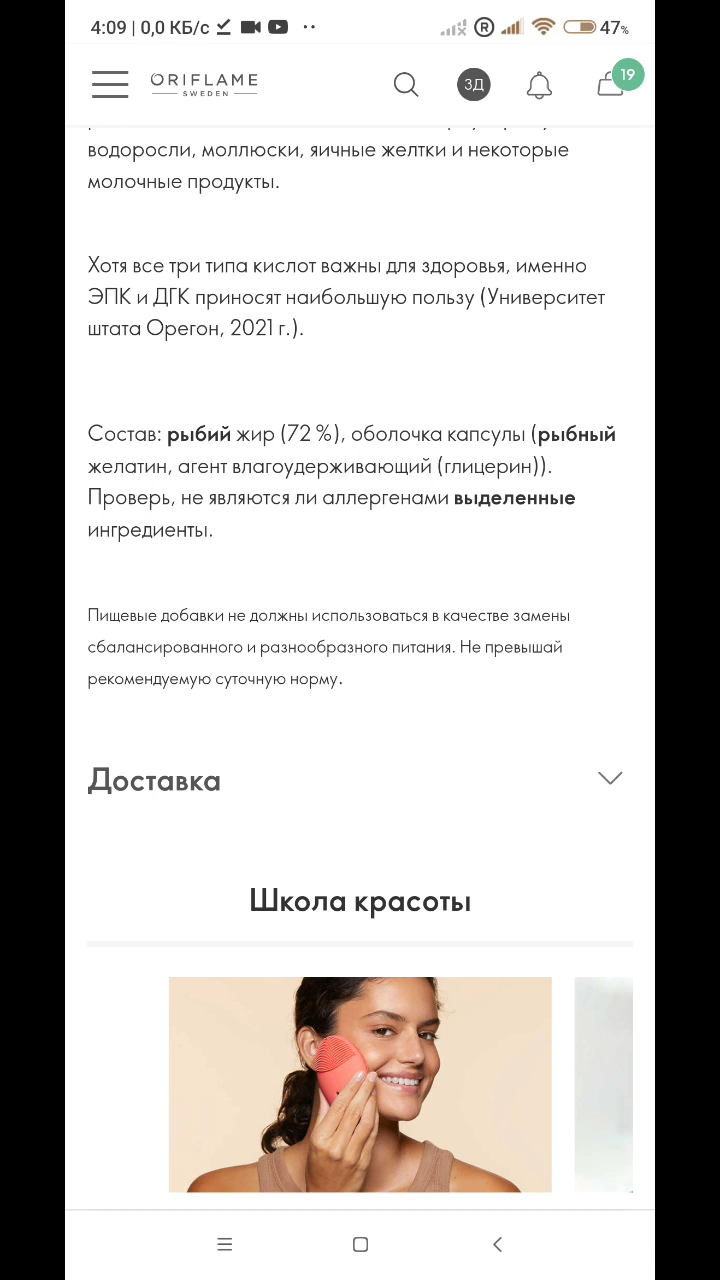 4:09 | 0,0 КБ/с
R
47%
ORIFLAME
SWEDEN
ЗД
19
водоросли, моллюски, яичные желтки и некоторые
молочные продукты.
Хотя все три типа кислот важны для здоровья, именно
ЭПК и ДГК приносят наибольшую пользу (Университет
штата Орегон, 2021 г.).
Состав: рыбий жир (72 %), оболочка капсулы (рыбный
желатин, агент влагоудерживающий (глицерин)).
Проверь, не являются ли аллергенами выделенные
ингредиенты.
Пищевые добавки не должны использоваться в качестве замены
сбалансированного и разнообразного питания. Не превышай
рекомендуемую суточную норму.
Доставка
Школа красоты